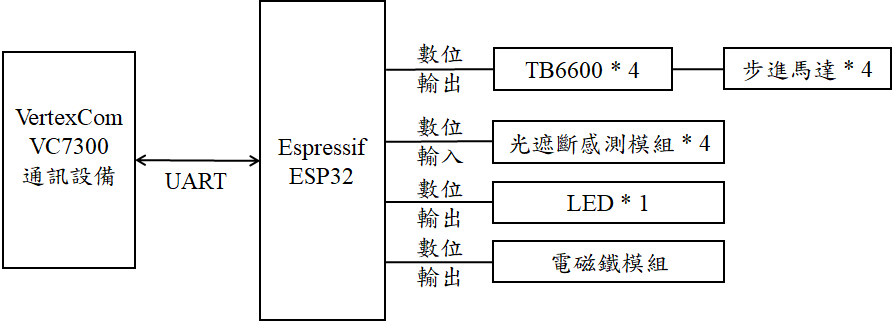 VertexCom
VC7300
通訊設備
UART
Espressif
ESP32
數位
輸出
TB6600 * 4
步進馬達 * 4
數位
輸入
光遮斷感測模組 * 4
數位
輸出
LED * 1
數位
輸出
電磁鐵模組